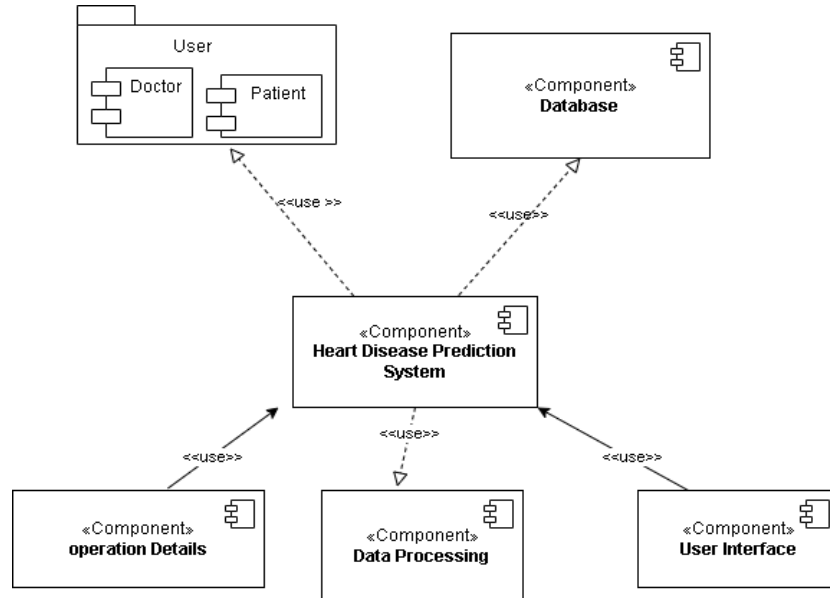 User
Doctor
Patient
«Component»
Database
<<use >>
<<use>>
«Component»
Heart Disease Prediction
System
<<use>>
<<use>>
<<use>>
«Component»
operation Details
«Component»
Data Processing
«Component»
User Interface